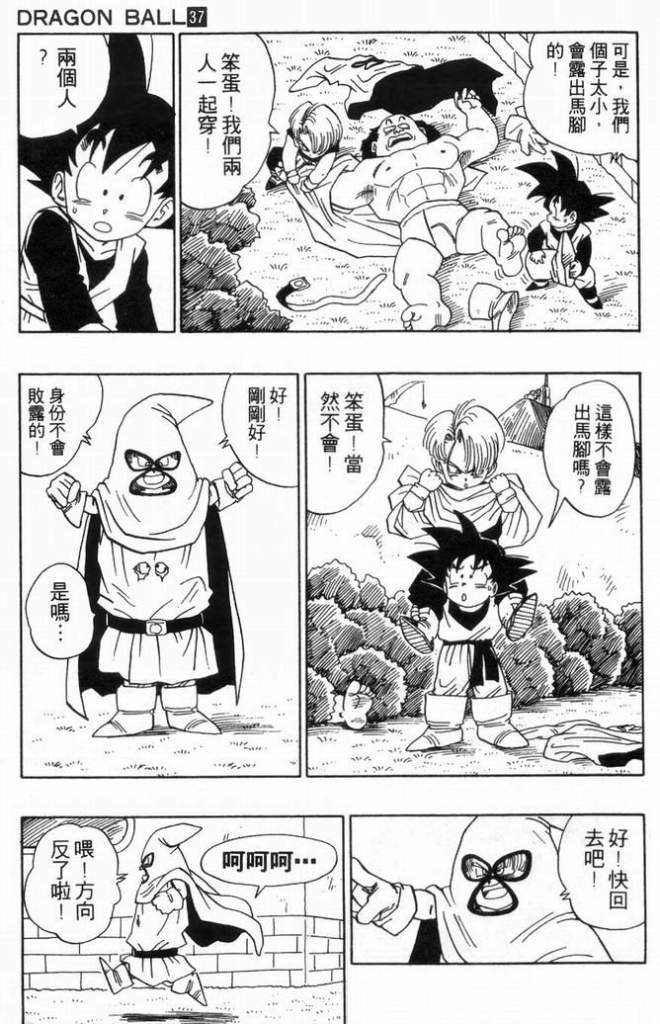 DRAGON BALL 37
可是，我們
個子太小，
會露出馬腳
的！
笨蛋！我們兩
人一起穿！
兩個人
？
這樣不會露
出馬腳嗎？
笨蛋！當
然不會！
好！
剛剛好！
身份不會
敗露的！
是嗎…
好！快回
去吧！
呵呵呵…
喂！方向
反了啦！